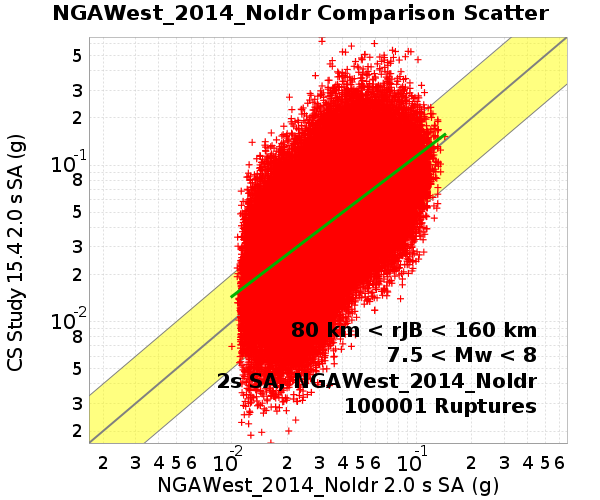 NGAWest_2014_NoIdr Comparison Scatter
CS Study 15.4 2.0 s SA (g)
5
3
2
10^-1
8
5
3
2
10^-2
8
5
3
2
80 km < rJB < 160 km
7.5 < Mw < 8
2s SA, NGAWest_2014_NoIdr
100001 Ruptures
2 3 4 5 6 10^-2 2 3 4 5 6 10^-1 2 3 4 5 6
NGAWest_2014_NoIdr 2.0 s SA (g)